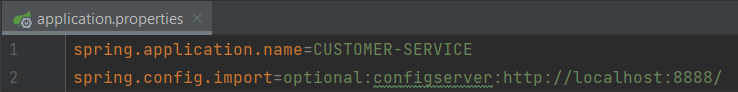 application.properties
1 spring.application.name=CUSTOMER-SERVICE
2 spring.config.import=optional:configserver:http://localhost:8888/